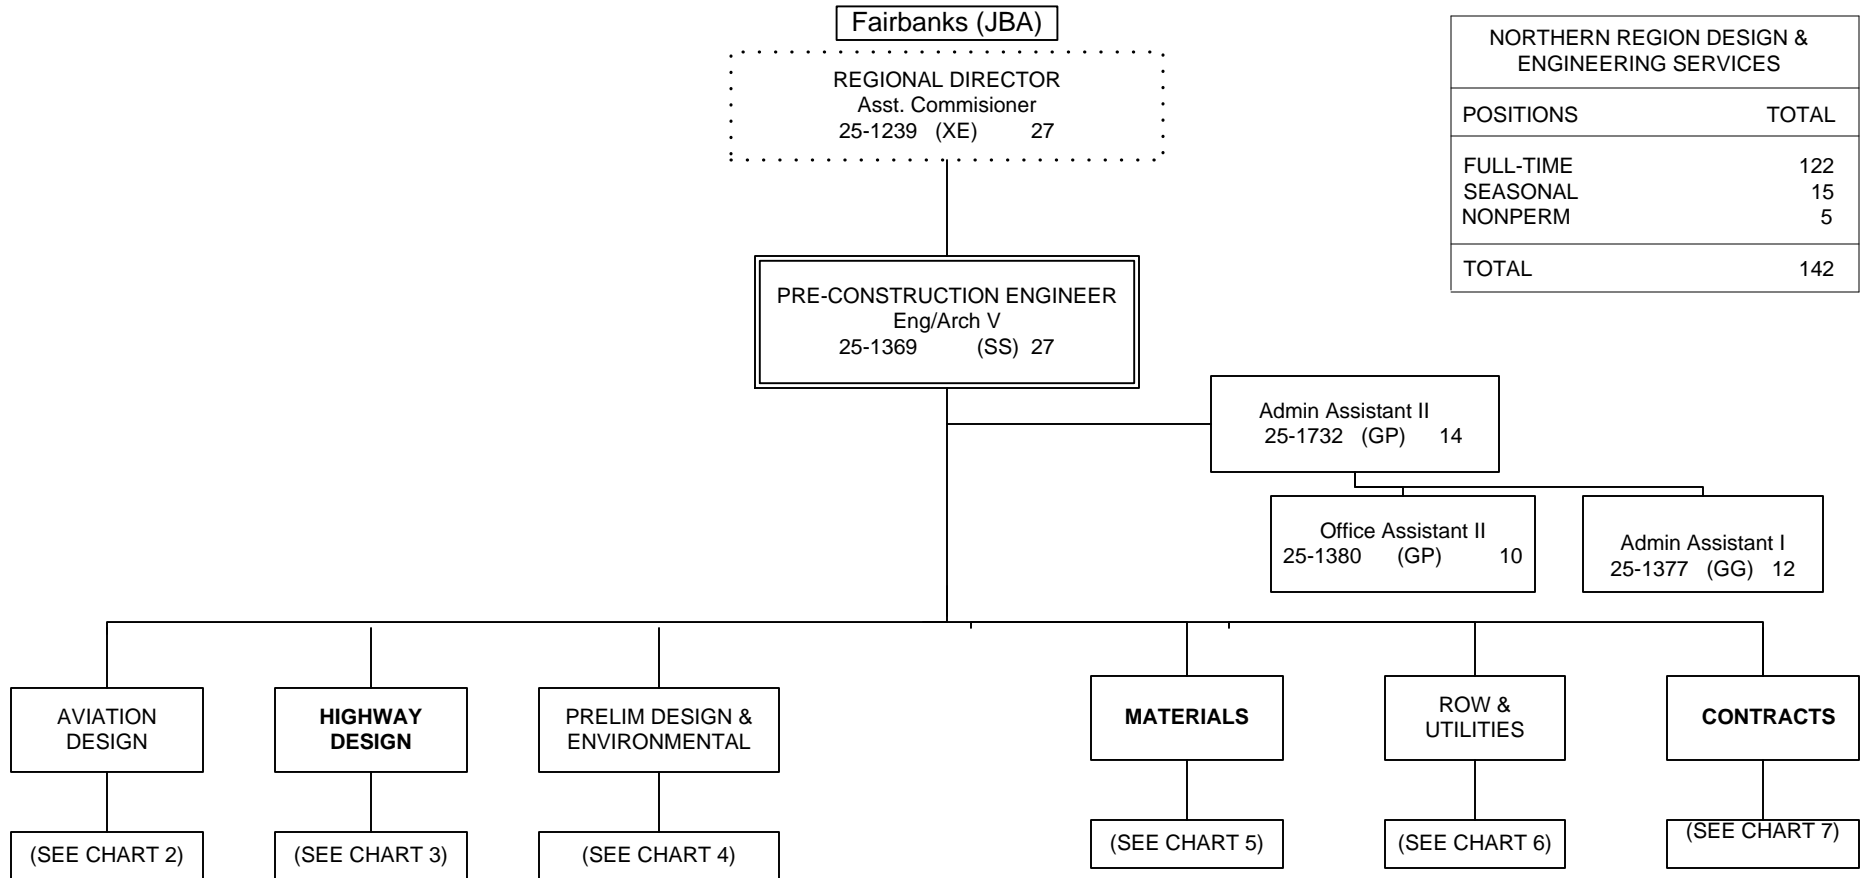 Fairbanks (JBA)
REGIONAL DIRECTOR
Asst. Commisioner
25-1239 (XE) 27
NORTHERN REGION DESIGN &
ENGINEERING SERVICES
POSITIONS TOTAL
FULL-TIME 122
SEASONAL 15
NONPERM 5
TOTAL 142
PRE-CONSTRUCTION ENGINEER
Eng/Arch V
25-1369 (SS) 27
Admin Assistant II
25-1732 (GP) 14
Office Assistant II
25-1380 (GP) 10
Admin Assistant I
25-1377 (GG) 12
AVIATION
DESIGN
HIGHWAY
DESIGN
PRELIM DESIGN &
ENVIRONMENTAL
MATERIALS
ROW &
UTILITIES
CONTRACTS
(SEE CHART 2)
(SEE CHART 3)
(SEE CHART 4)
(SEE CHART 5)
(SEE CHART 6)
(SEE CHART 7)